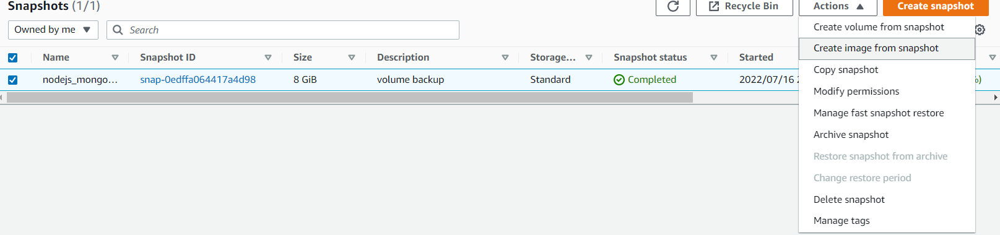 Snapshots (1/1)
Recycle Bin
Actions
Create snapshot
Owned by me
Search
Name
Snapshot ID
Size
Description
Storage...
Snapshot status
Started
nodejs_mongo...
snap-0edffa064417a4d98
8 GiB
volume backup
Standard
Completed
2022/07/16
Create volume from snapshot
Create image from snapshot
Copy snapshot
Modify permissions
Manage fast snapshot restore
Archive snapshot
Restore snapshot from archive
Change restore period
Delete snapshot
Manage tags